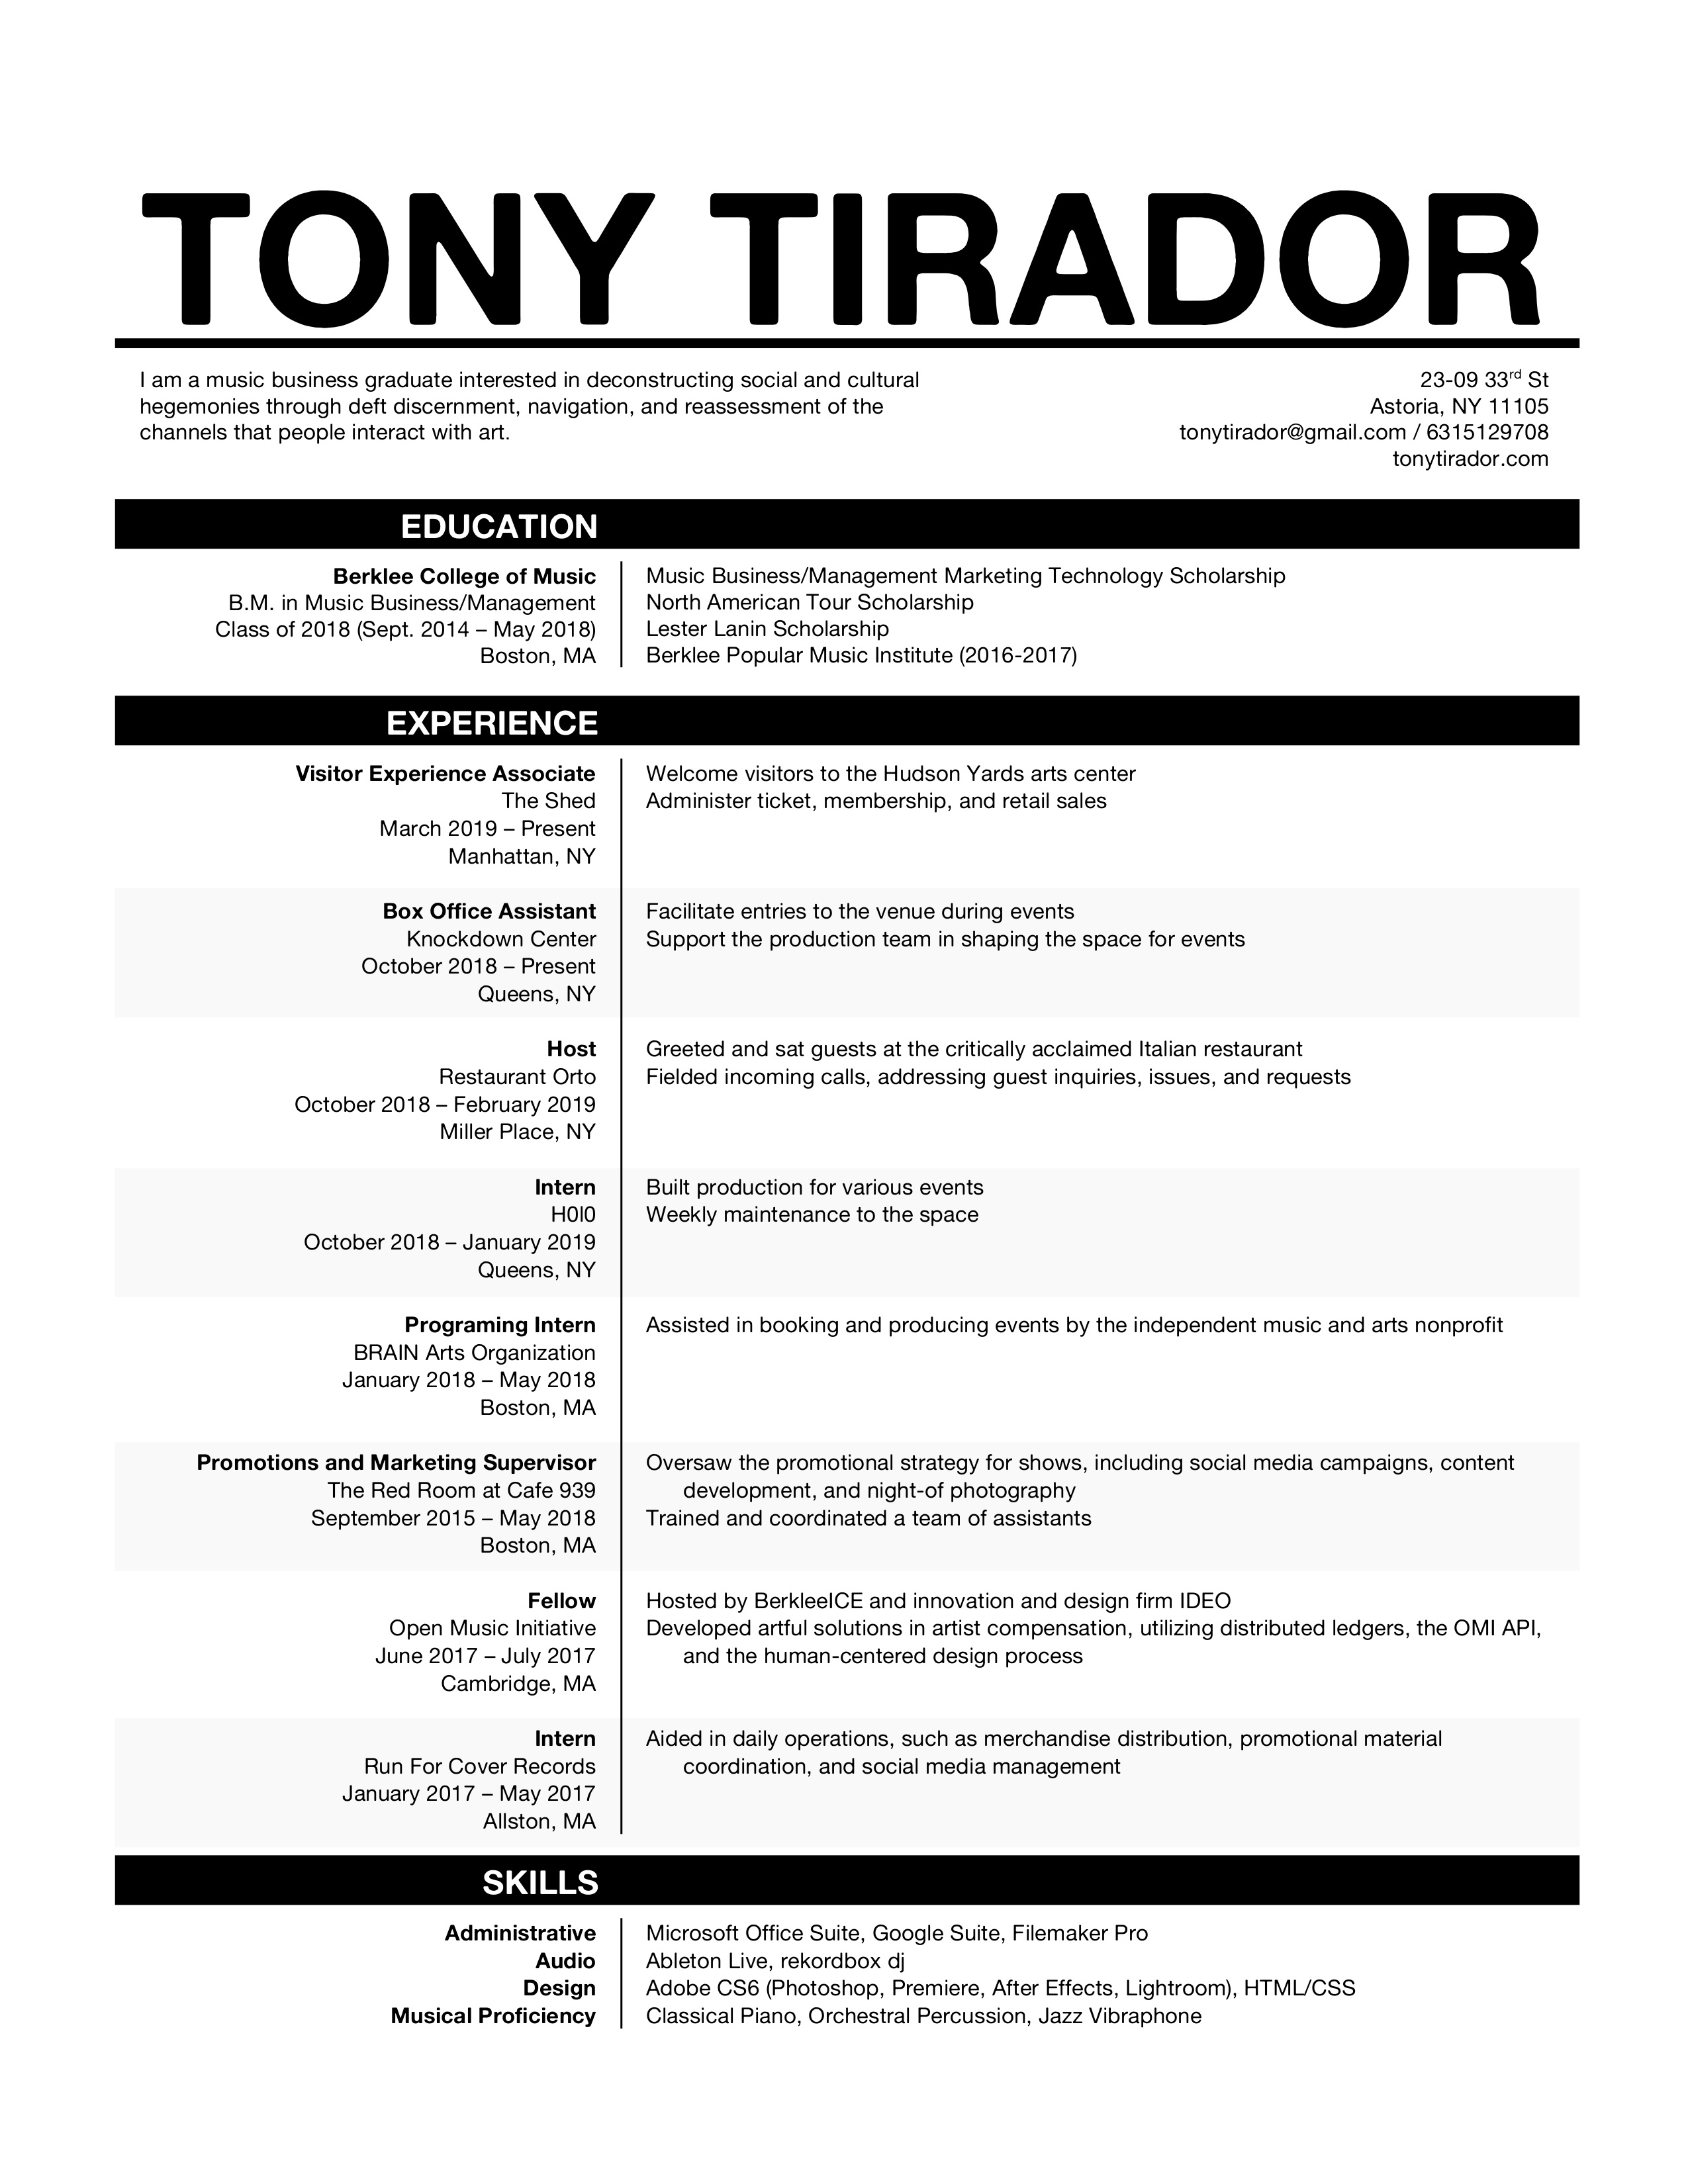 TONY TIRADOR
I am a music business graduate interested in deconstructing social and cultural
hegemonies through deft discernment, navigation, and reassessment of the
channels that people interact with art.
23-09 33rd St
Astoria, NY 11105
tonytirador@gmail.com / 6315129708
tonytirador.com
EDUCATION
Berklee College of Music
B.M. in Music Business/Management
Class of 2018 (Sept. 2014 – May 2018)
Boston, MA
Music Business/Management Marketing Technology Scholarship
North American Tour Scholarship
Lester Lanin Scholarship
Berklee Popular Music Institute (2016-2017)
EXPERIENCE
Visitor Experience Associate
The Shed
March 2019 – Present
Manhattan, NY
Welcome visitors to the Hudson Yards arts center
Administer ticket, membership, and retail sales
Box Office Assistant
Knockdown Center
October 2018 – Present
Queens, NY
Facilitate entries to the venue during events
Support the production team in shaping the space for events
Host
Restaurant Orto
October 2018 – February 2019
Miller Place, NY
Greeted and sat guests at the critically acclaimed Italian restaurant
Fielded incoming calls, addressing guest inquiries, issues, and requests
Intern
H0l0
October 2018 – January 2019
Queens, NY
Built production for various events
Weekly maintenance to the space
Programing Intern
BRAIN Arts Organization
January 2018 – May 2018
Boston, MA
Assisted in booking and producing events by the independent music and arts nonprofit
Promotions and Marketing Supervisor
The Red Room at Cafe 939
September 2015 – May 2018
Boston, MA
Oversaw the promotional strategy for shows, including social media campaigns, content
development, and night-of photography
Trained and coordinated a team of assistants
Fellow
Open Music Initiative
June 2017 – July 2017
Cambridge, MA
Hosted by BerkleeICE and innovation and design firm IDEO
Developed artful solutions in artist compensation, utilizing distributed ledgers, the OMI API,
and the human-centered design process
Intern
Run For Cover Records
January 2017 – May 2017
Allston, MA
Aided in daily operations, such as merchandise distribution, promotional material
coordination, and social media management
SKILLS
Administrative
Microsoft Office Suite, Google Suite, Filemaker Pro
Audio
Ableton Live, rekordbox dj
Design
Adobe CS6 (Photoshop, Premiere, After Effects, Lightroom), HTML/CSS
Musical Proficiency
Classical Piano, Orchestral Percussion, Jazz Vibraphone